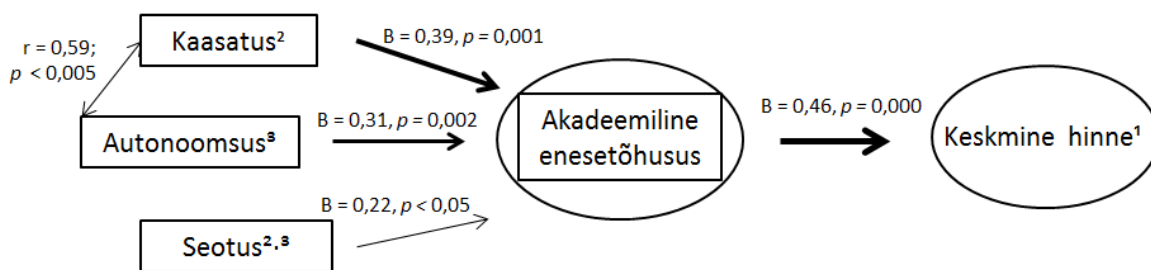 r = 0,59;
p < 0,005
Kaasatus²
B = 0,39, p = 0,001
Autonoomsus³
B = 0,31, p = 0,002
Seotus²·³
B = 0,22, p < 0,05
Akadeemiline
enesetõhusus
B = 0,46, p = 0,000
Keskmine hinne¹